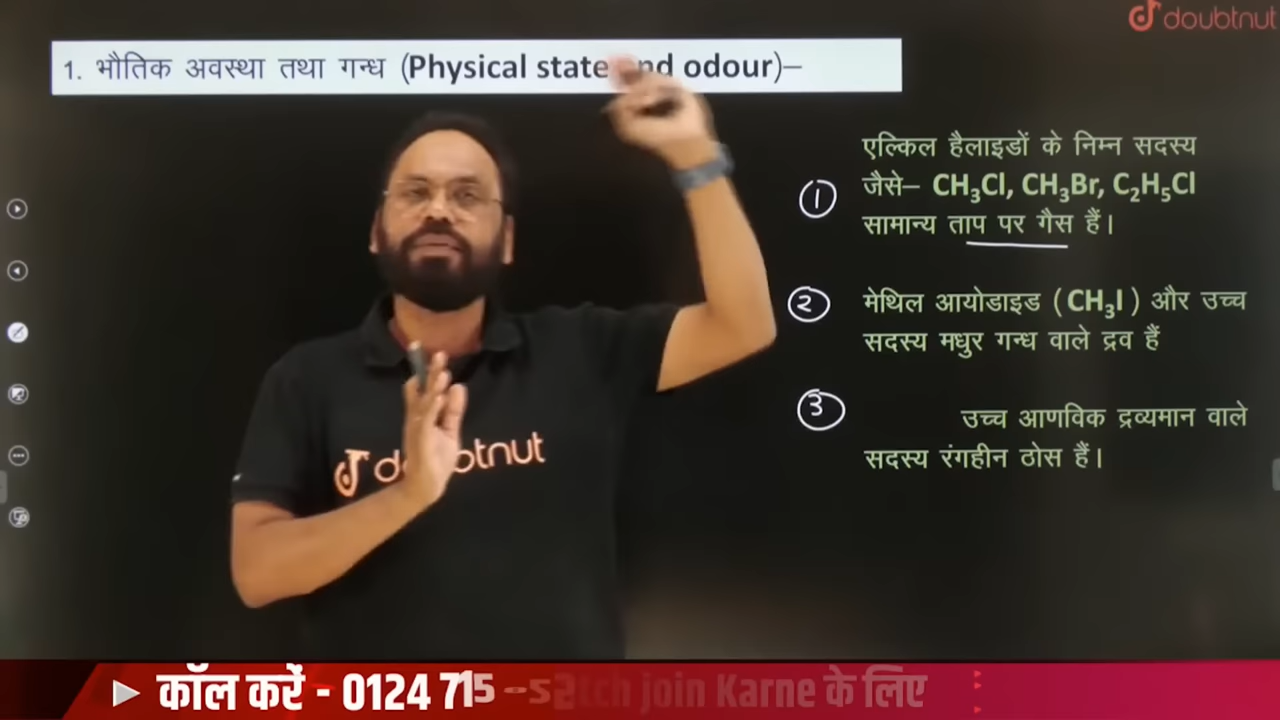 doubtnut
1. भौतिक अवस्था तथा गन्ध (Physical state and odour)–
एल्किल हैलाइडों के निम्न सदस्य
① जैसे– CH₃Cl, CH₃Br, C₂H₅Cl
सामान्य ताप पर गैस हैं।
② मेथिल आयोडाइड (CH₃I) और उच्च
सदस्य मधुर गन्ध वाले द्रव हैं
③ उच्च आणविक द्रव्यमान वाले
सदस्य रंगहीन ठोस हैं।
doubtnut
कॉल करें - 0124 715 join Karne के लिए